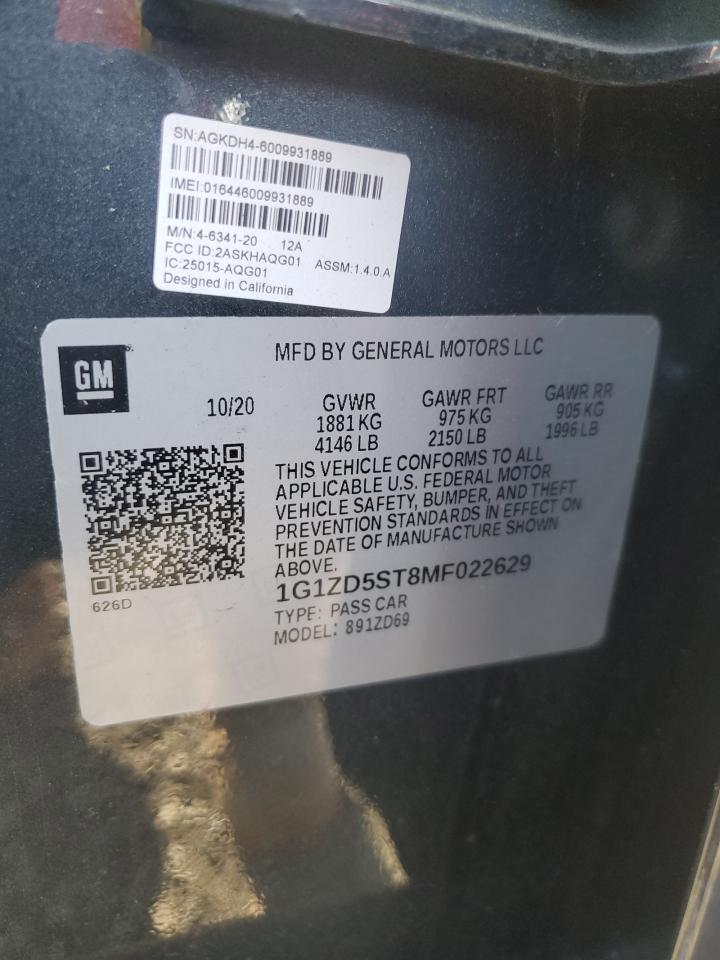 SN:AGKDH4-6009931889
IMEI:016446009931889
M/N:4-6341-20 12A
FCC ID:2ASKHAQG01 ASSM:1.4.0.A
IC:25015-AQG01
Designed in California
GM
MFD BY GENERAL MOTORS LLC
10/20 GVWR GAWR FRT GAWR RR
1881 KG 975 KG 905 KG
4146 LB 2150 LB 1996 LB
THIS VEHICLE CONFORMS TO ALL
APPLICABLE U.S. FEDERAL MOTOR
VEHICLE SAFETY, BUMPER, AND THEFT
PREVENTION STANDARDS IN EFFECT ON
THE DATE OF MANUFACTURE SHOWN
ABOVE.
1G1ZD5ST8MF022629
626D
TYPE: PASS CAR
MODEL: 891ZD69